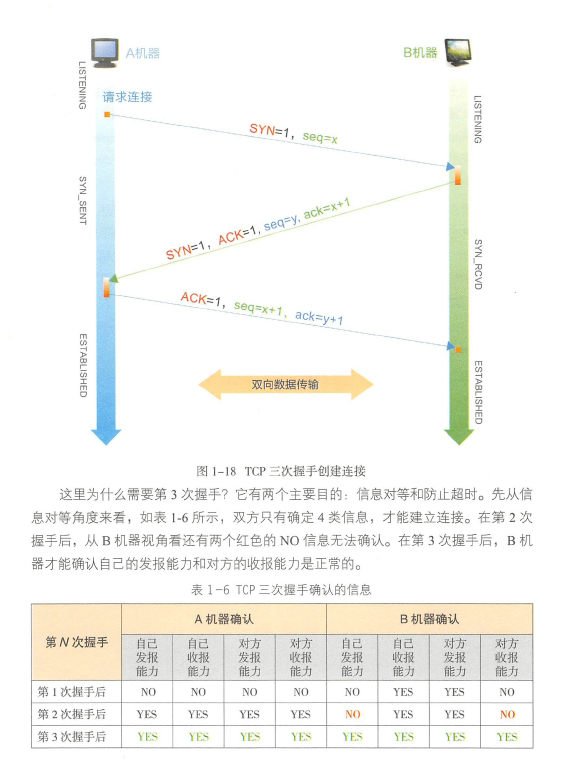 A机器
B机器
LISTENING
请求连接
LISTENING
SYN=1, seq=x
SYN_SENT
SYN=1, ACK=1, seq=y, ack=x+1
SYN_RCVD
ACK=1, seq=x+1, ack=y+1
ESTABLISHED
ESTABLISHED
双向数据传输
图 1-18 TCP 三次握手创建连接
这里为什么需要第 3 次握手？它有两个主要目的：信息对等和防止超时。先从信
息对等角度来看，如表 1-6 所示，双方只有确定 4 类信息，才能建立连接。在第 2 次
握手后，从 B 机器视角看还有两个红色的 NO 信息无法确认。在第 3 次握手后，B 机
器才能确认自己的发报能力和对方的收报能力是正常的。
表 1-6 TCP 三次握手确认的信息
第 N 次握手
A 机器确认
B 机器确认
自己 自己 对方 对方 自己 自己 对方 对方
发报 收报 发报 收报 发报 收报 发报 收报
能力 能力 能力 能力 能力 能力 能力 能力
第 1 次握手后 NO NO NO NO NO YES YES NO
第 2 次握手后 YES YES YES YES NO YES YES NO
第 3 次握手后 YES YES YES YES YES YES YES YES